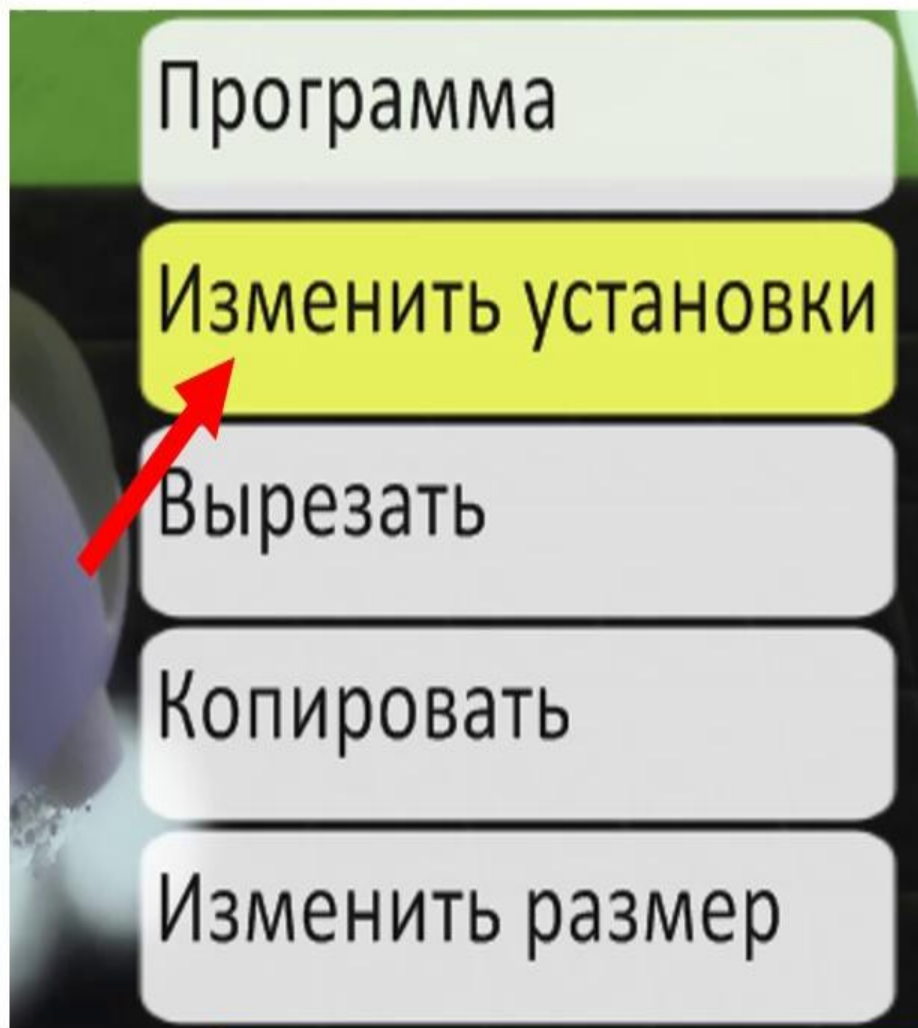 Программа
Изменить установки
Вырезать
Копировать
Изменить размер